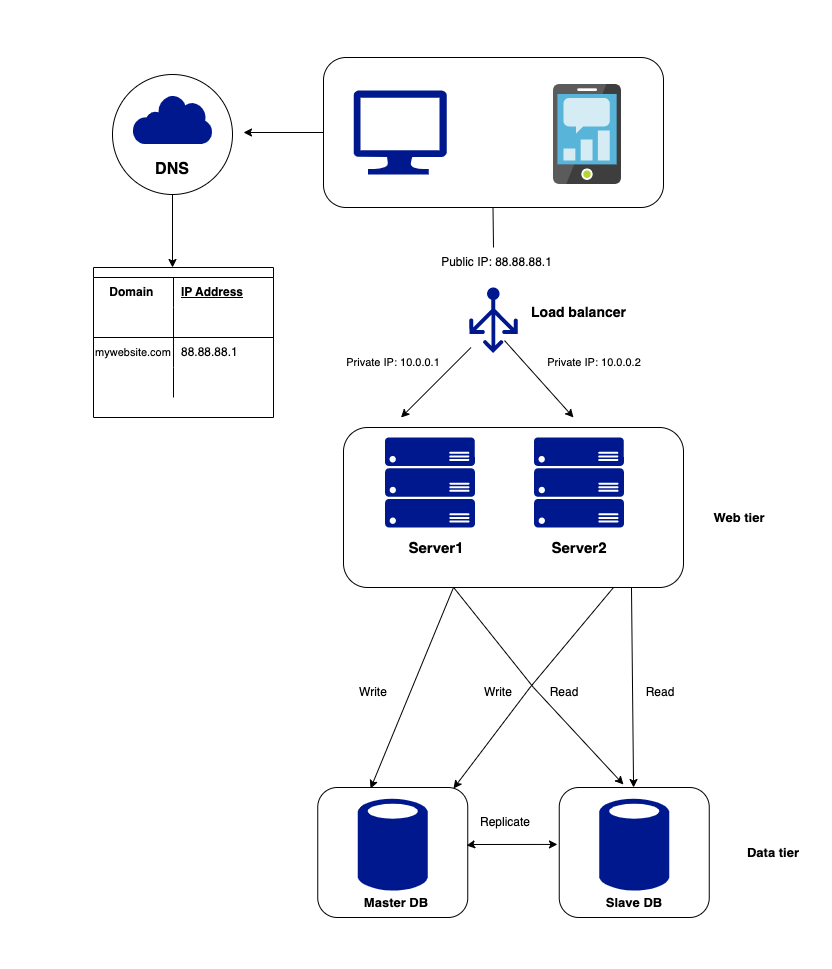 DNS
Domain
IP Address
mywebsite.com
88.88.88.1
Public IP: 88.88.88.1
Load balancer
Private IP: 10.0.0.1
Private IP: 10.0.0.2
Server1
Server2
Web tier
Write
Write
Read
Read
Replicate
Master DB
Slave DB
Data tier